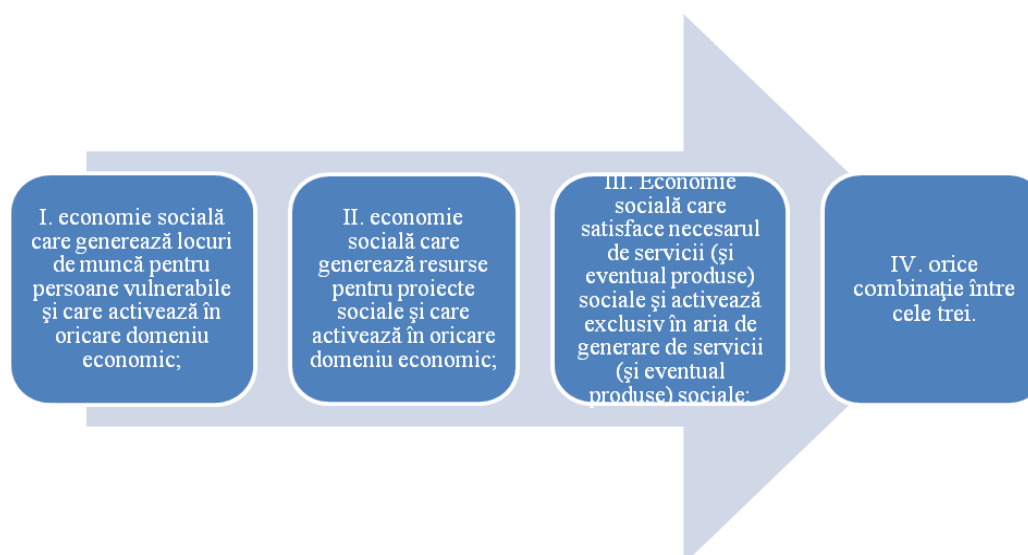 I. economie socială
care generează locuri
de muncă pentru
persoane vulnerabile
şi care activează în
oricare domeniu
economic;
II. economie
socială care
generează resurse
pentru proiecte
sociale şi care
activează în oricare
domeniu economic;
III. Economie
socială care
satisface necesarul
de servicii (şi
eventual produse)
sociale şi activează
exclusiv în aria de
generare de servicii
(şi eventual
produse) sociale;
IV. orice
combinaţie între
cele trei.